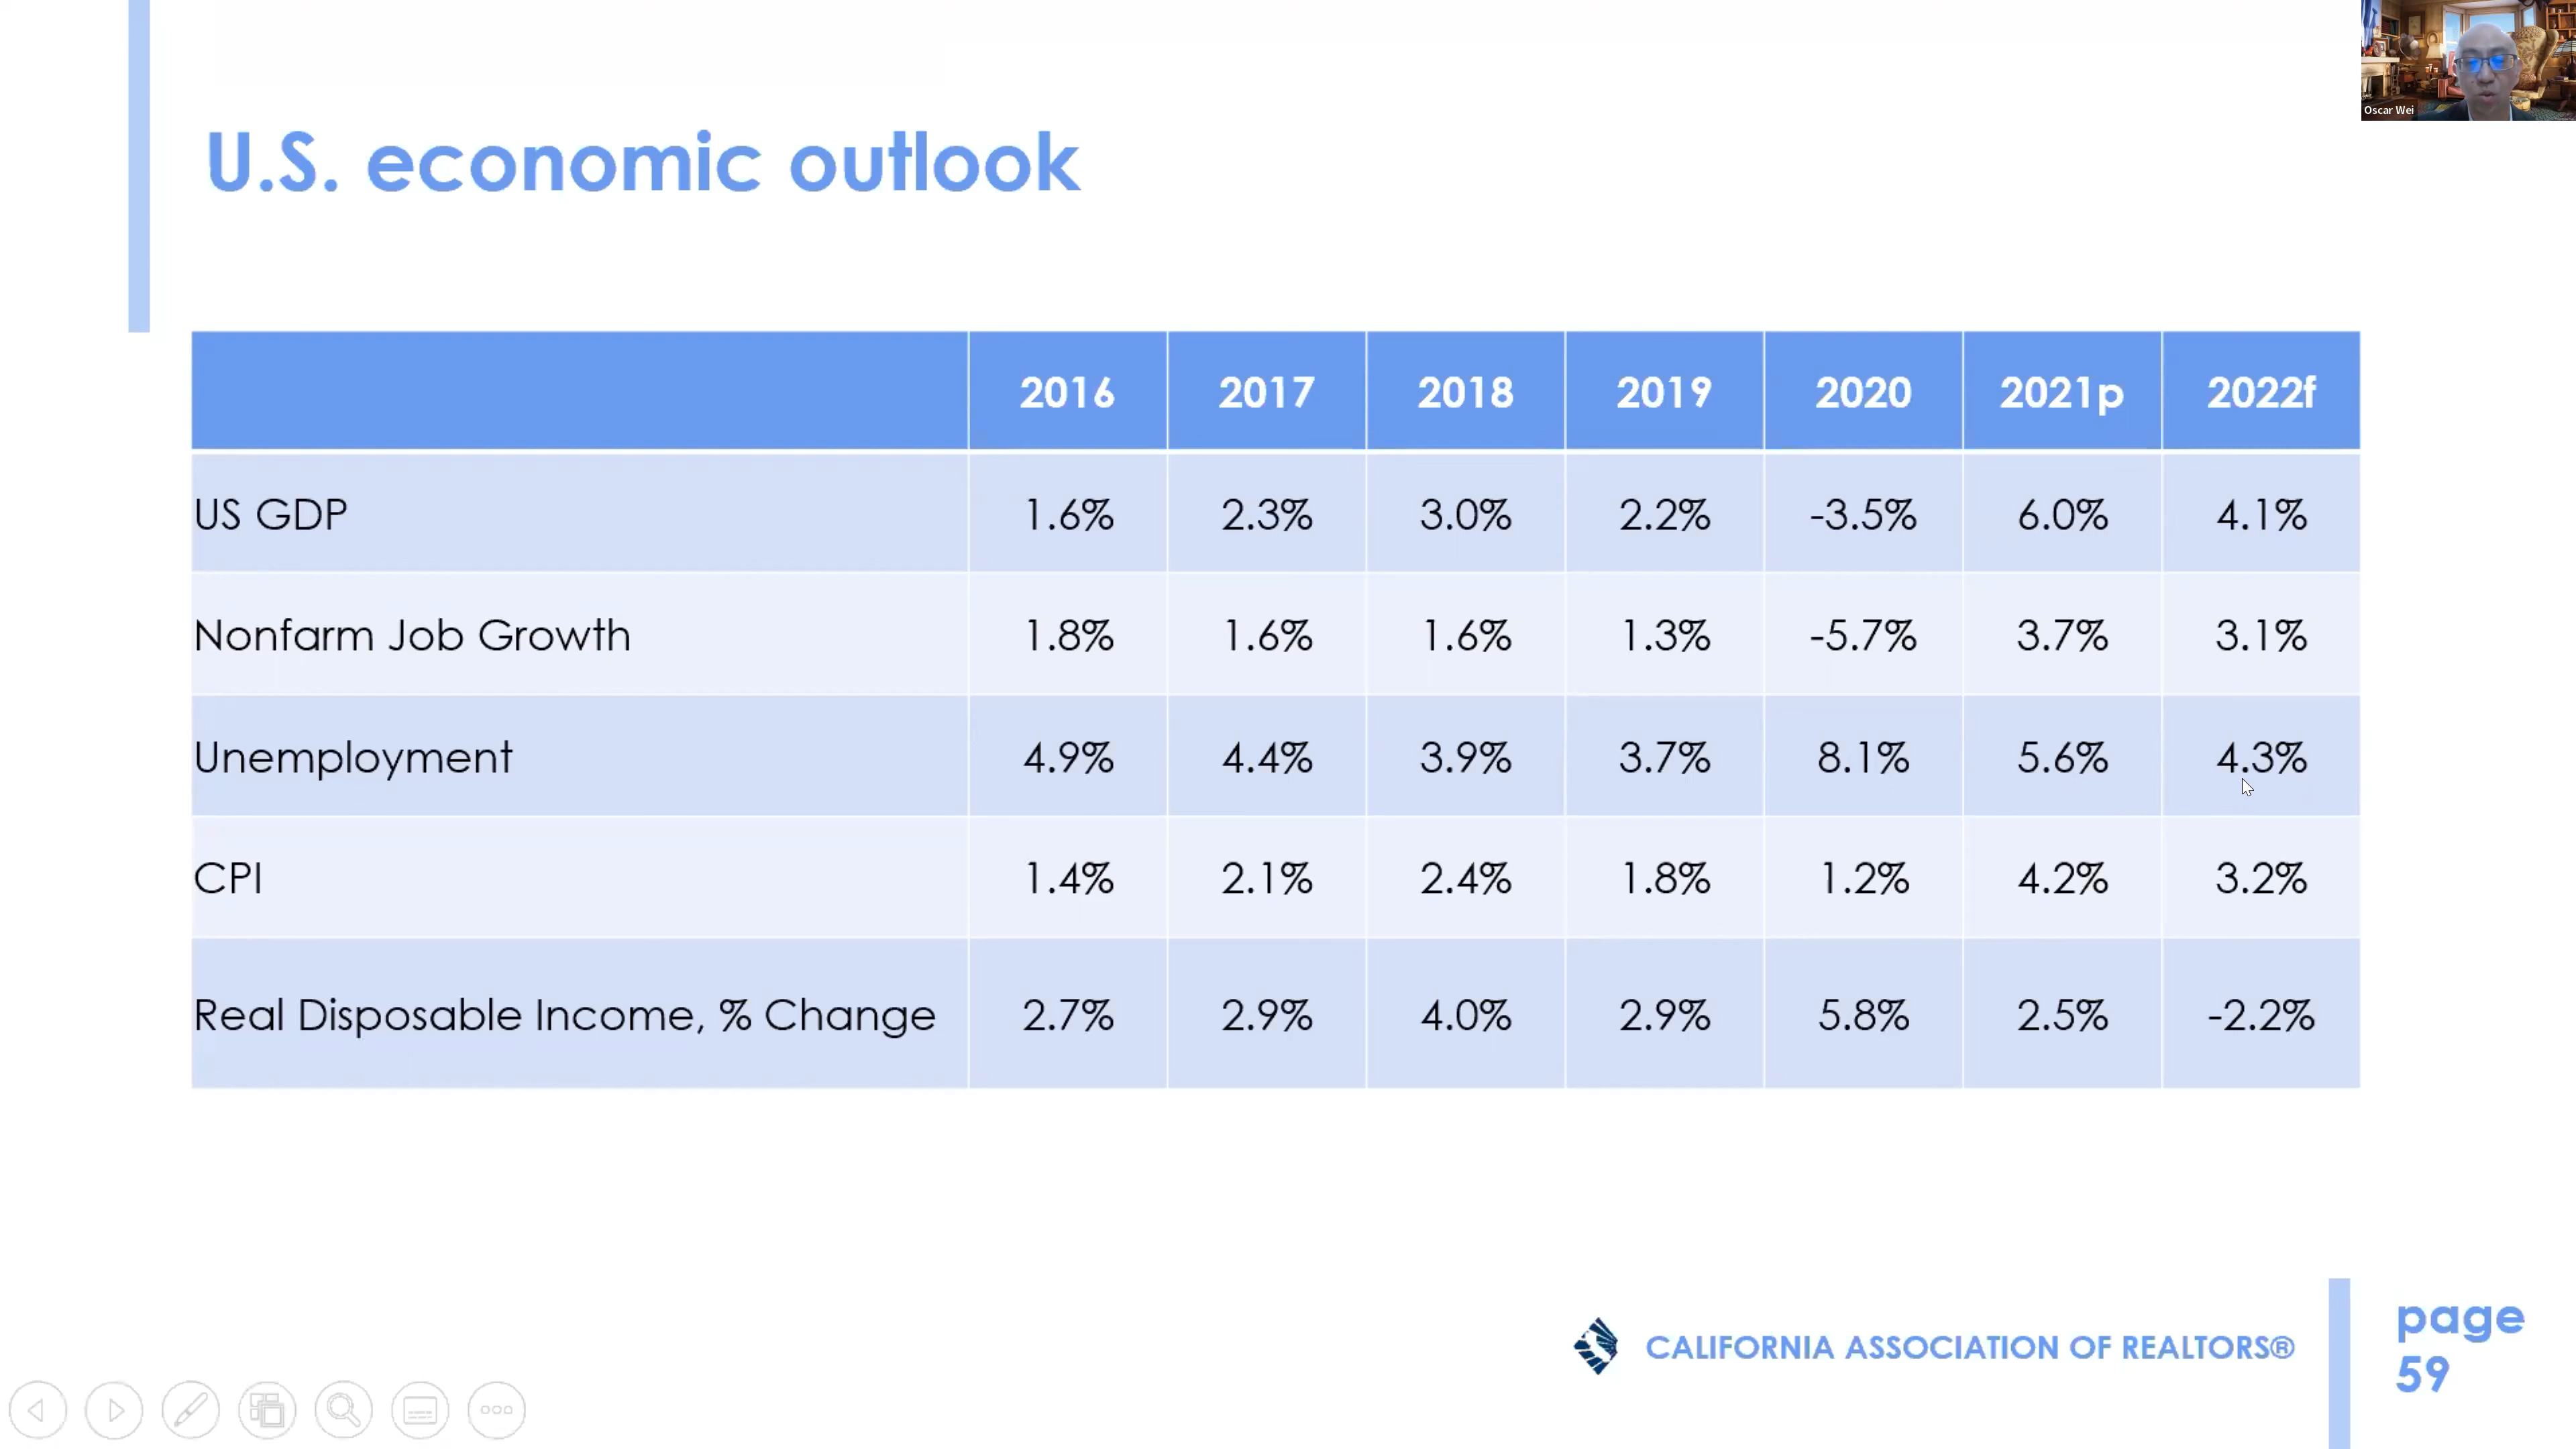 Oscar Wei
U.S. economic outlook
2016 2017 2018 2019 2020 2021p 2022f
US GDP 1.6% 2.3% 3.0% 2.2% -3.5% 6.0% 4.1%
Nonfarm Job Growth 1.8% 1.6% 1.6% 1.3% -5.7% 3.7% 3.1%
Unemployment 4.9% 4.4% 3.9% 3.7% 8.1% 5.6% 4.3%
CPI 1.4% 2.1% 2.4% 1.8% 1.2% 4.2% 3.2%
Real Disposable Income, % Change 2.7% 2.9% 4.0% 2.9% 5.8% 2.5% -2.2%
CALIFORNIA ASSOCIATION OF REALTORS®
page
59